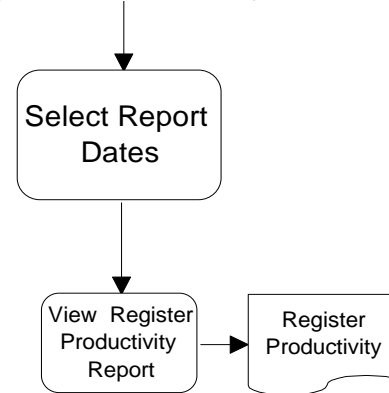 Select Report
Dates
View Register
Productivity
Report
Register
Productivity